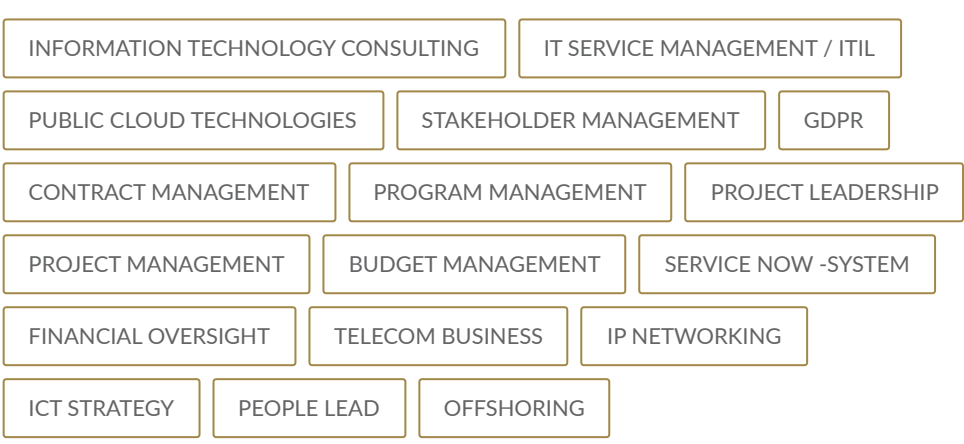 INFORMATION TECHNOLOGY CONSULTING IT SERVICE MANAGEMENT / ITIL
PUBLIC CLOUD TECHNOLOGIES STAKEHOLDER MANAGEMENT GDPR
CONTRACT MANAGEMENT PROGRAM MANAGEMENT PROJECT LEADERSHIP
PROJECT MANAGEMENT BUDGET MANAGEMENT SERVICE NOW -SYSTEM
FINANCIAL OVERSIGHT TELECOM BUSINESS IP NETWORKING
ICT STRATEGY PEOPLE LEAD OFFSHORING